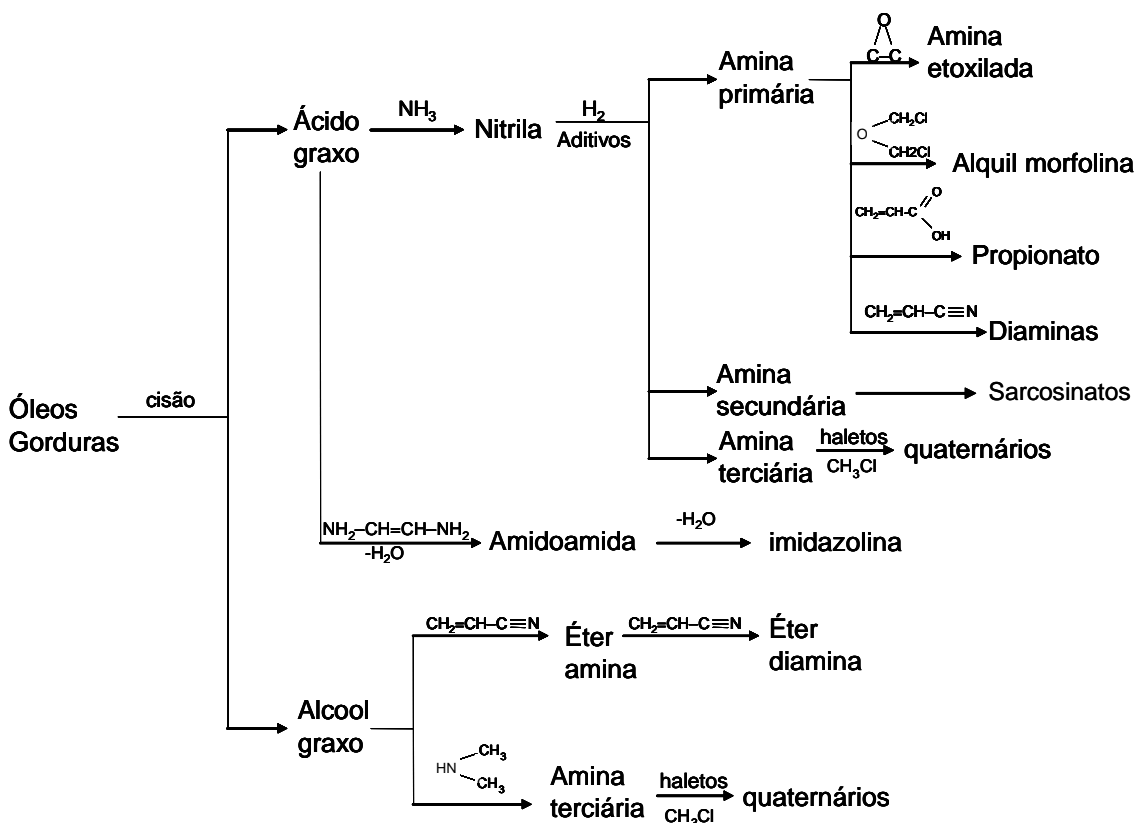 Óleos
Gorduras
cisão
Ácido
graxo
NH₃
Nitrila
H₂
Aditivos
Amina
primária
O
C–C
Amina
etoxilada
CH₂Cl
O
CH2Cl
Alquil morfolina
CH₂=CH-C
O
OH
Propionato
CH₂=CH–C≡N
Diaminas
Amina
secundária
Sarcosinatos
Amina
terciária
haletos
CH₃Cl
quaternários
NH₂–CH=CH–NH₂
-H₂O
Amidoamida
-H₂O
imidazolina
Alcool
graxo
CH₂=CH–C≡N
Éter
amina
CH₂=CH–C≡N
Éter
diamina
HN
CH₃
CH₃
Amina
terciária
haletos
CH₃Cl
quaternários